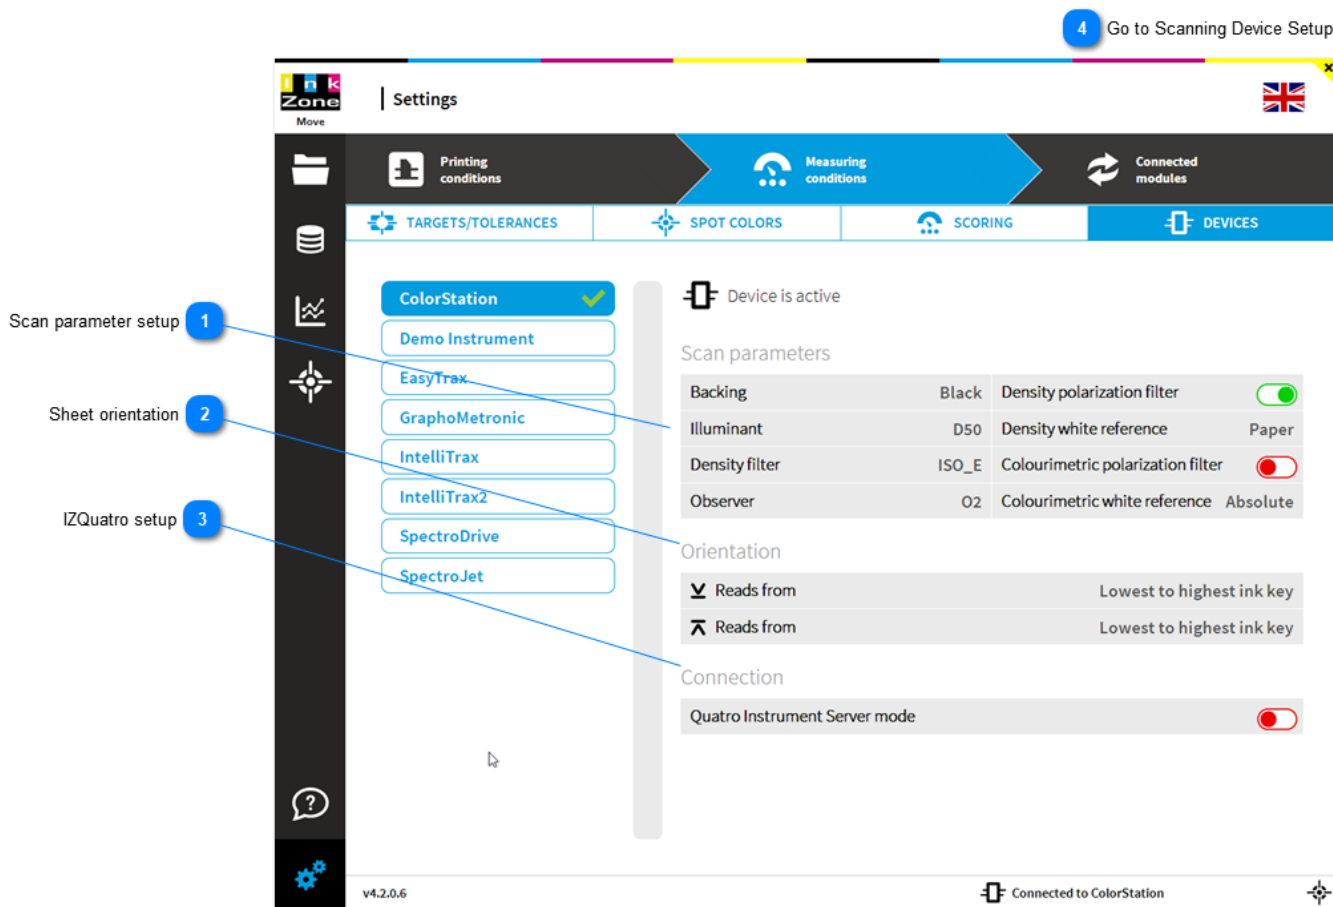 4 Go to Scanning Device Setup
Ink
Zone
Move
Settings
x
Printing
conditions
Measuring
conditions
Connected
modules
TARGETS/TOLERANCES
SPOT COLORS
SCORING
DEVICES
Scan parameter setup 1
Sheet orientation 2
IZQuatro setup 3
ColorStation
Demo Instrument
EasyTrax
GraphoMetronic
IntelliTrax
IntelliTrax2
SpectroDrive
SpectroJet
Device is active
Scan parameters
Backing Black Density polarization filter
Illuminant D50 Density white reference Paper
Density filter ISO_E Colourimetric polarization filter
Observer O2 Colourimetric white reference Absolute
Orientation
Reads from Lowest to highest ink key
Reads from Lowest to highest ink key
Connection
Quatro Instrument Server mode
?
v4.2.0.6 Connected to ColorStation